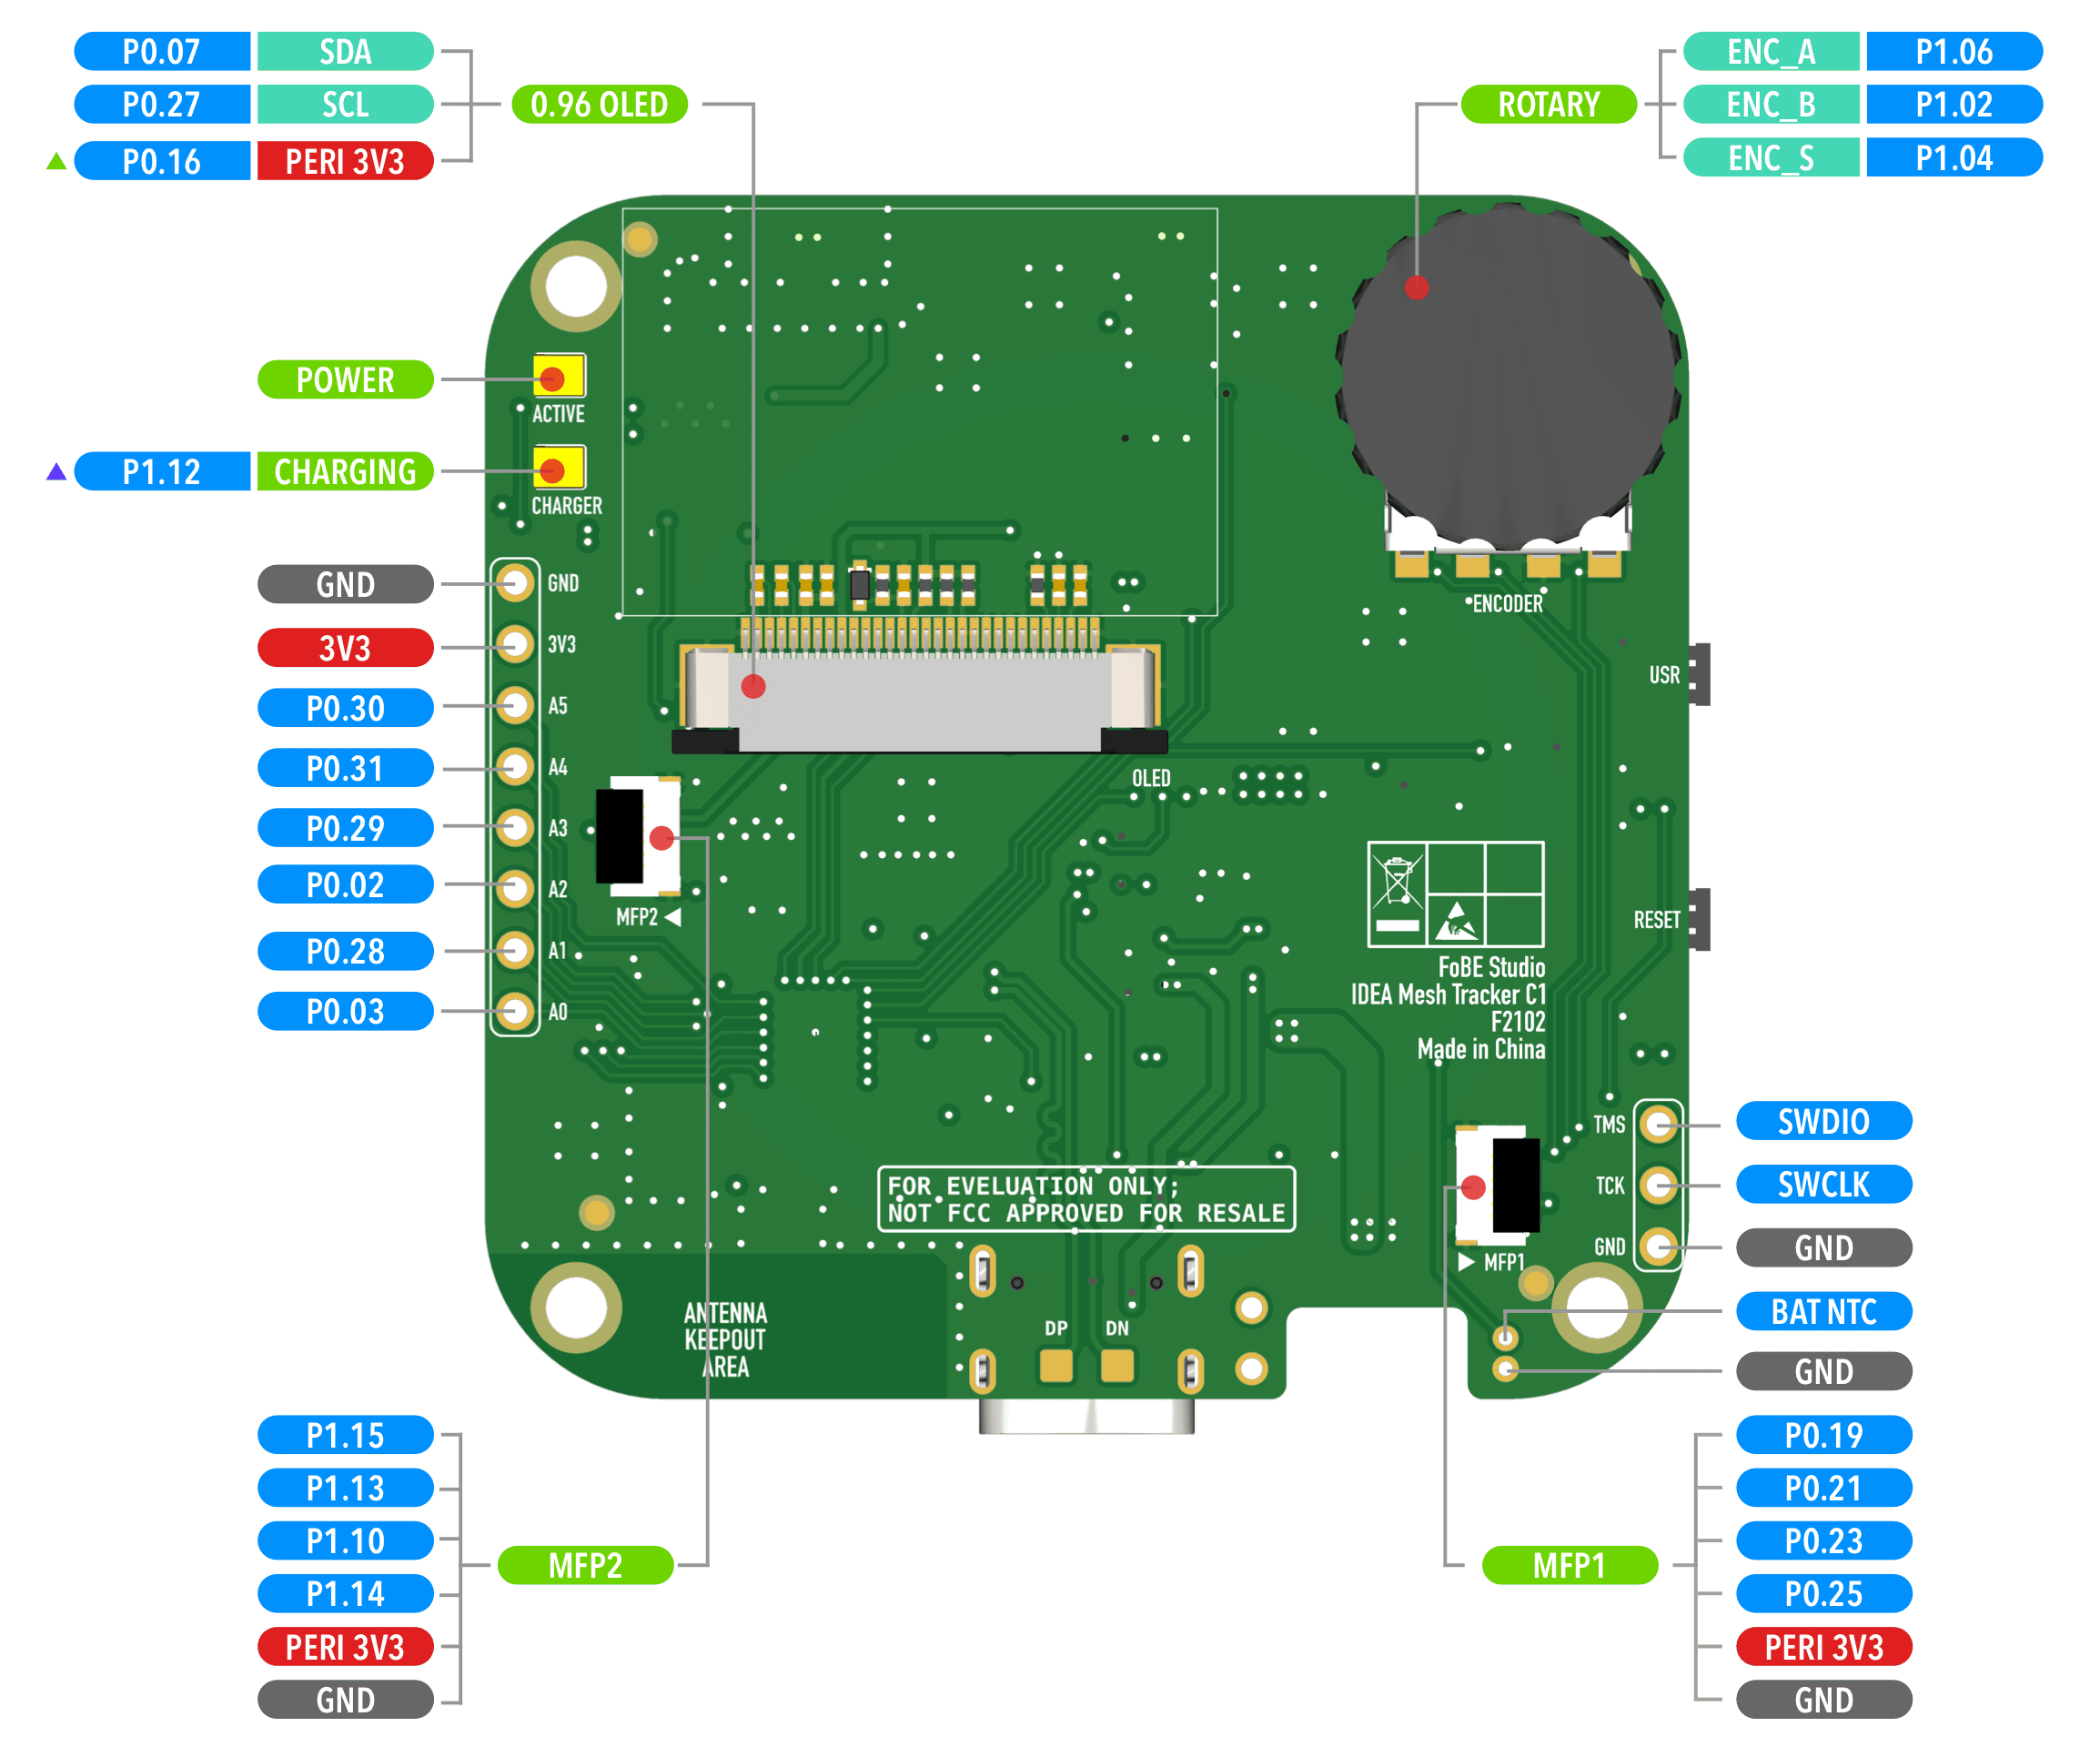 P0.07 SDA
P0.27 SCL
P0.16 PERI 3V3
0.96 OLED
ROTARY
ENC_A P1.06
ENC_B P1.02
ENC_S P1.04
POWER
ACTIVE
P1.12 CHARGING
CHARGER
GND GND
3V3 3V3
P0.30 A5
P0.31 A4
P0.29 A3
P0.02 A2
P0.28 A1
P0.03 A0
ENCODER
USR
OLED
MFP2
RESET
FoBE Studio
IDEA Mesh Tracker C1
F2102
Made in China
TMS SWDIO
TCK SWCLK
GND GND
MFP1
FOR EVELUATION ONLY;
NOT FCC APPROVED FOR RESALE
ANTENNA
KEEPOUT
AREA
DP DN
BAT NTC
GND
P1.15
P1.13
P1.10
P1.14
PERI 3V3
GND
MFP2
MFP1
P0.19
P0.21
P0.23
P0.25
PERI 3V3
GND